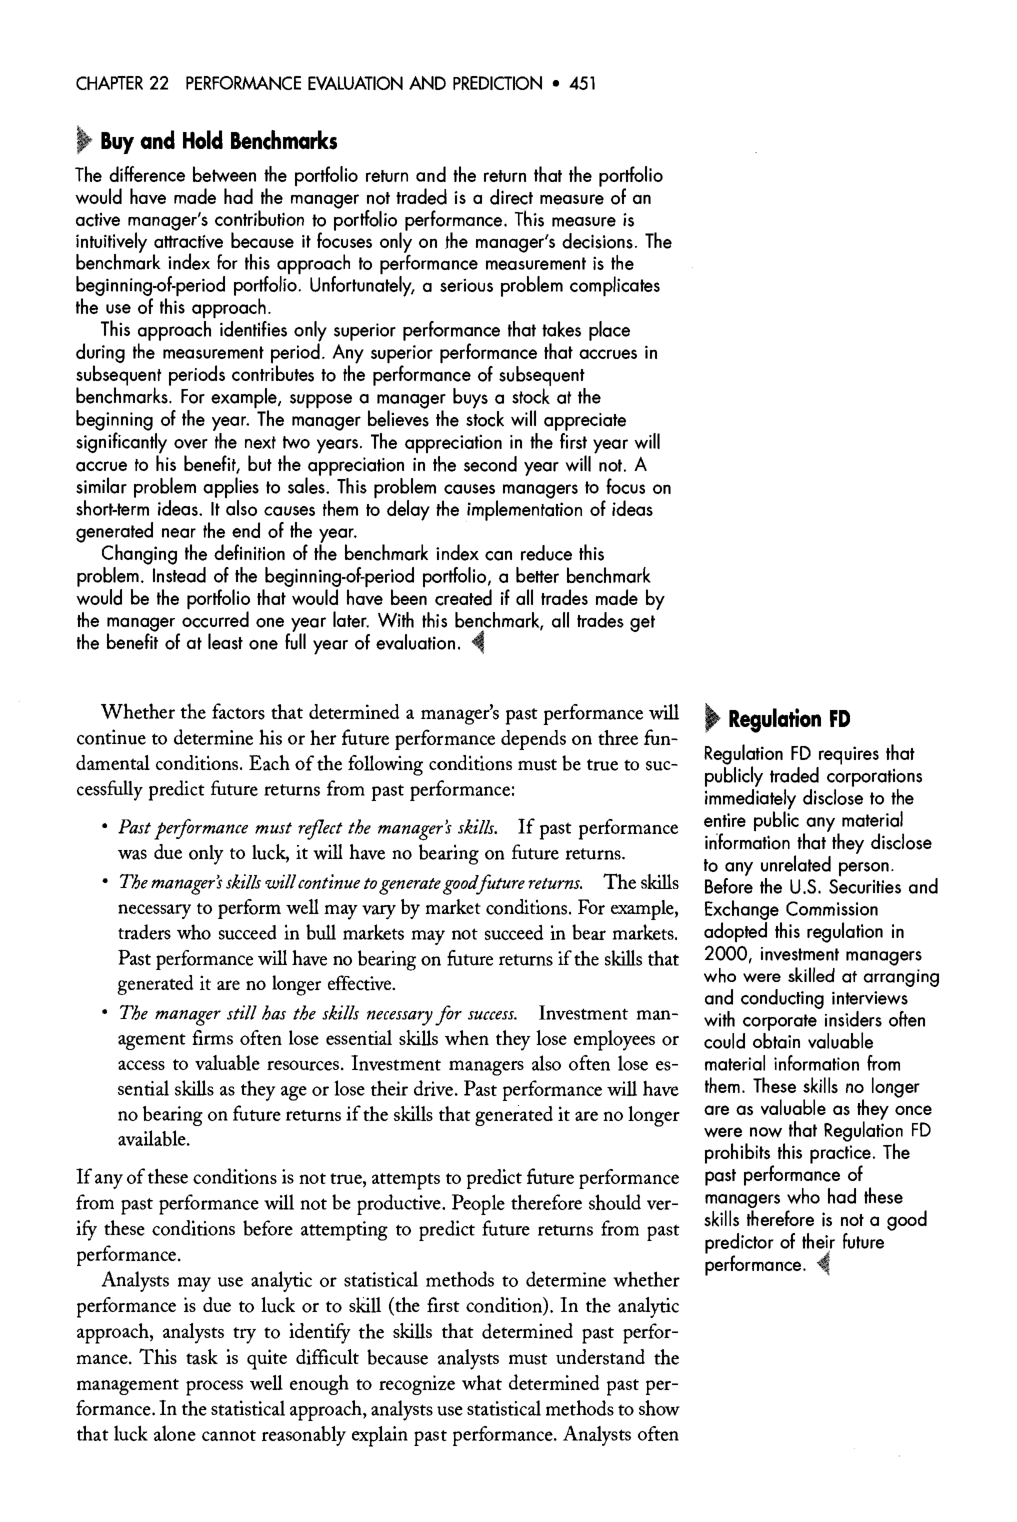 CHAPTER 22 PERFORMANCE EVALUATION AND PREDICTION • 451
Buy and Hold Benchmarks
The difference between the portfolio return and the return that the portfolio
would have made had the manager not traded is a direct measure of an
active manager's contribution to portfolio performance. This measure is
intuitively attractive because it focuses only on the manager's decisions. The
benchmark index for this approach to performance measurement is the
beginning-of-period portfolio. Unfortunately, a serious problem complicates
the use of this approach.
This approach identifies only superior performance that takes place
during the measurement period. Any superior performance that accrues in
subsequent periods contributes to the performance of subsequent
benchmarks. For example, suppose a manager buys a stock at the
beginning of the year. The manager believes the stock will appreciate
significantly over the next two years. The appreciation in the first year will
accrue to his benefit, but the appreciation in the second year will not. A
similar problem applies to sales. This problem causes managers to focus on
short-term ideas. It also causes them to delay the implementation of ideas
generated near the end of the year.
Changing the definition of the benchmark index can reduce this
problem. Instead of the beginning-of-period portfolio, a better benchmark
would be the portfolio that would have been created if all trades made by
the manager occurred one year later. With this benchmark, all trades get
the benefit of at least one full year of evaluation.
Whether the factors that determined a manager's past performance will
continue to determine his or her future performance depends on three fun-
damental conditions. Each of the following conditions must be true to suc-
cessfully predict future returns from past performance:
• Past performance must reflect the manager's skills. If past performance
was due only to luck, it will have no bearing on future returns.
• The manager's skills will continue to generate good future returns. The skills
necessary to perform well may vary by market conditions. For example,
traders who succeed in bull markets may not succeed in bear markets.
Past performance will have no bearing on future returns if the skills that
generated it are no longer effective.
• The manager still has the skills necessary for success. Investment man-
agement firms often lose essential skills when they lose employees or
access to valuable resources. Investment managers also often lose es-
sential skills as they age or lose their drive. Past performance will have
no bearing on future returns if the skills that generated it are no longer
available.
If any of these conditions is not true, attempts to predict future performance
from past performance will not be productive. People therefore should ver-
ify these conditions before attempting to predict future returns from past
performance.
Analysts may use analytic or statistical methods to determine whether
performance is due to luck or to skill (the first condition). In the analytic
approach, analysts try to identify the skills that determined past perfor-
mance. This task is quite difficult because analysts must understand the
management process well enough to recognize what determined past per-
formance. In the statistical approach, analysts use statistical methods to show
that luck alone cannot reasonably explain past performance. Analysts often
Regulation FD
Regulation FD requires that
publicly traded corporations
immediately disclose to the
entire public any material
information that they disclose
to any unrelated person.
Before the U.S. Securities and
Exchange Commission
adopted this regulation in
2000, investment managers
who were skilled at arranging
and conducting interviews
with corporate insiders often
could obtain valuable
material information from
them. These skills no longer
are as valuable as they once
were now that Regulation FD
prohibits this practice. The
past performance of
managers who had these
skills therefore is not a good
predictor of their future
performance.